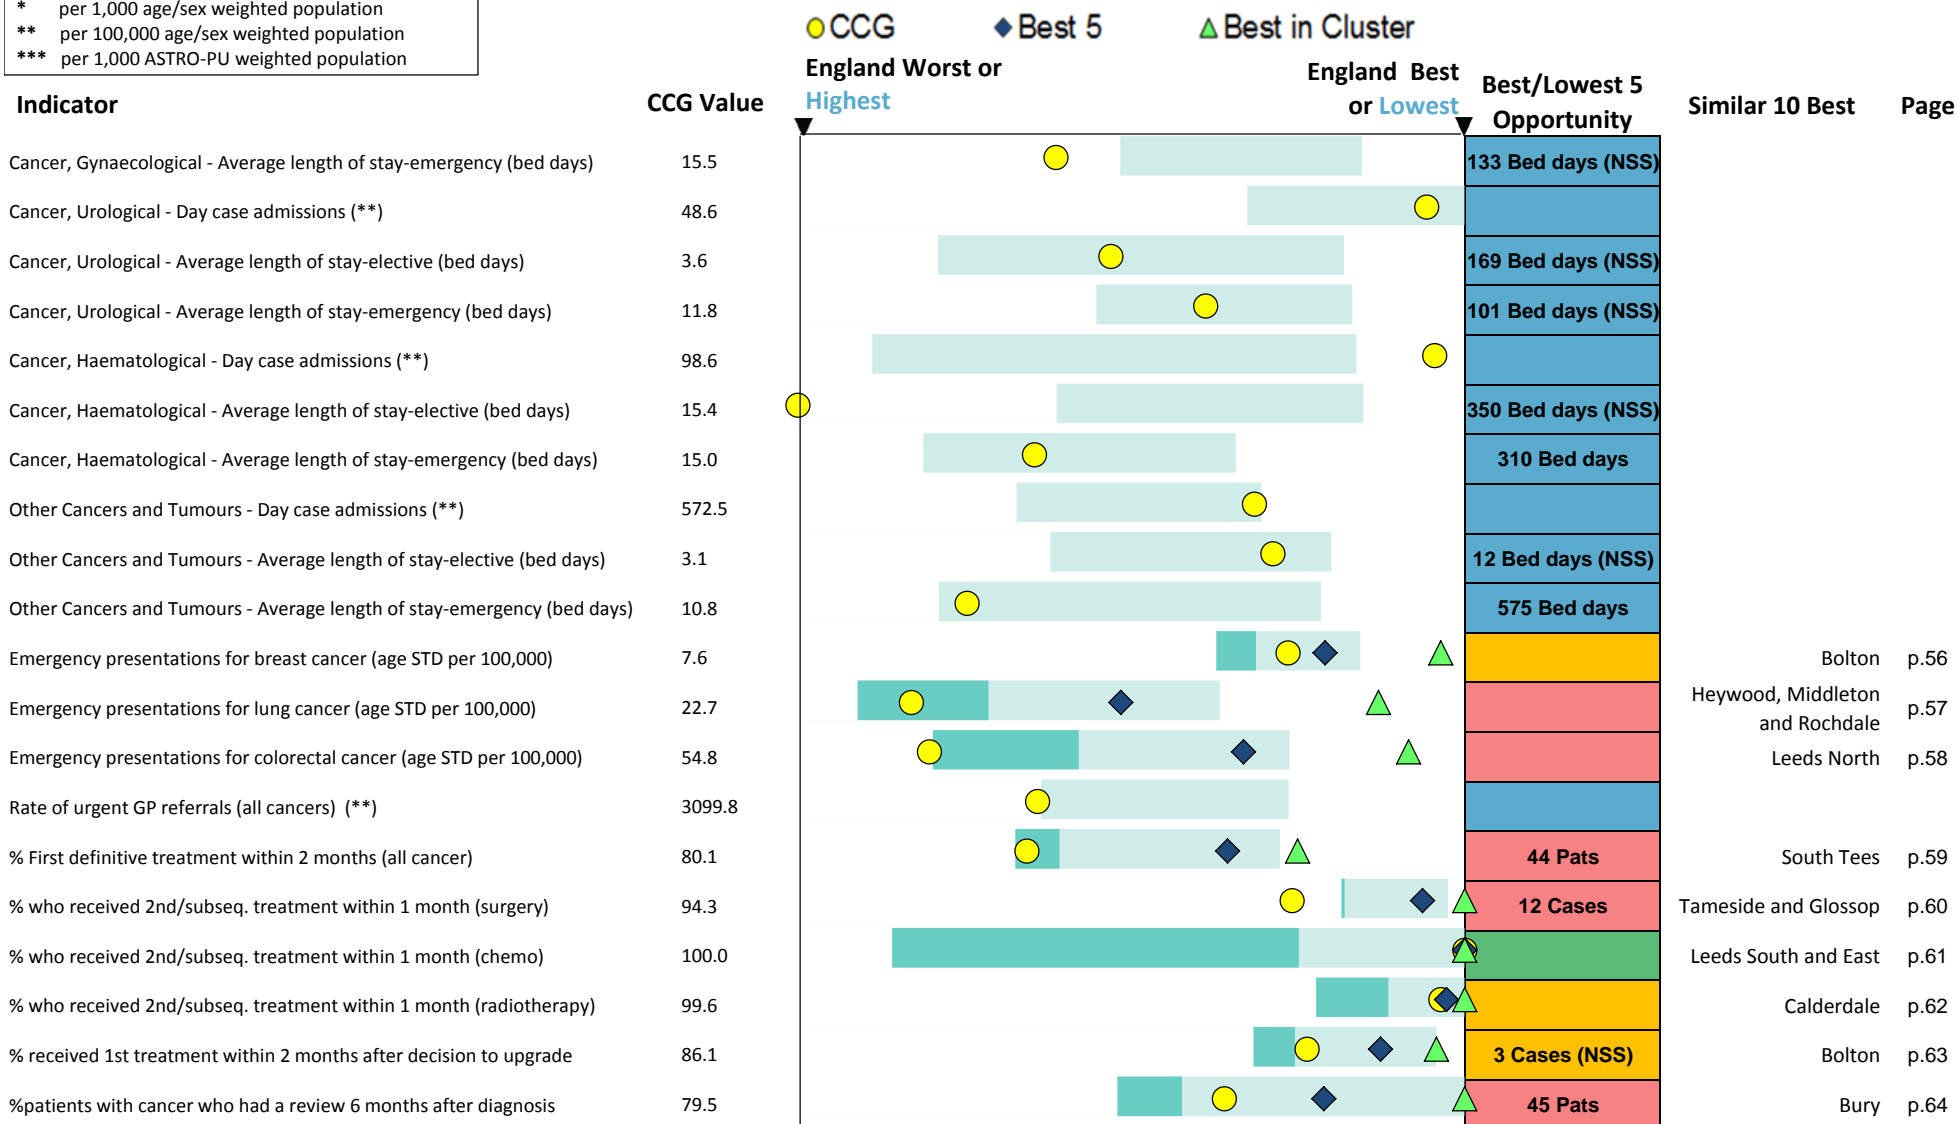 * per 1,000 age/sex weighted population
** per 100,000 age/sex weighted population
*** per 1,000 ASTRO-PU weighted population
CCG Best 5 Best in Cluster
Indicator CCG Value England Worst or Highest England Best or Lowest Best/Lowest 5 Opportunity Similar 10 Best Page
Cancer, Gynaecological - Average length of stay-emergency (bed days) 15.5 133 Bed days (NSS)
Cancer, Urological - Day case admissions (**) 48.6
Cancer, Urological - Average length of stay-elective (bed days) 3.6 169 Bed days (NSS)
Cancer, Urological - Average length of stay-emergency (bed days) 11.8 101 Bed days (NSS)
Cancer, Haematological - Day case admissions (**) 98.6
Cancer, Haematological - Average length of stay-elective (bed days) 15.4 350 Bed days (NSS)
Cancer, Haematological - Average length of stay-emergency (bed days) 15.0 310 Bed days
Other Cancers and Tumours - Day case admissions (**) 572.5
Other Cancers and Tumours - Average length of stay-elective (bed days) 3.1 12 Bed days (NSS)
Other Cancers and Tumours - Average length of stay-emergency (bed days) 10.8 575 Bed days
Emergency presentations for breast cancer (age STD per 100,000) 7.6 Bolton p.56
Emergency presentations for lung cancer (age STD per 100,000) 22.7 Heywood, Middleton and Rochdale p.57
Emergency presentations for colorectal cancer (age STD per 100,000) 54.8 Leeds North p.58
Rate of urgent GP referrals (all cancers) (**) 3099.8
% First definitive treatment within 2 months (all cancer) 80.1 44 Pats South Tees p.59
% who received 2nd/subseq. treatment within 1 month (surgery) 94.3 12 Cases Tameside and Glossop p.60
% who received 2nd/subseq. treatment within 1 month (chemo) 100.0 Leeds South and East p.61
% who received 2nd/subseq. treatment within 1 month (radiotherapy) 99.6 Calderdale p.62
% received 1st treatment within 2 months after decision to upgrade 86.1 3 Cases (NSS) Bolton p.63
%patients with cancer who had a review 6 months after diagnosis 79.5 45 Pats Bury p.64